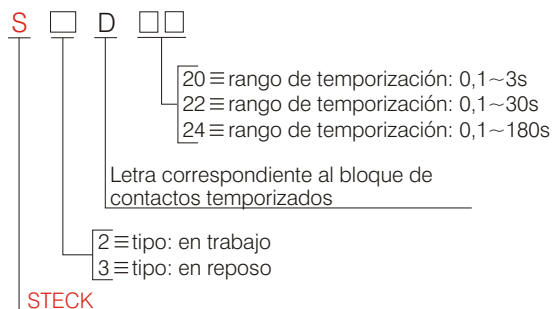 S □ D □□
20≡rango de temporización: 0,1~3s
22≡rango de temporización: 0,1~30s
24≡rango de temporización: 0,1~180s
Letra correspondiente al bloque de
contactos temporizados
2≡tipo: en trabajo
3≡tipo: en reposo
STECK